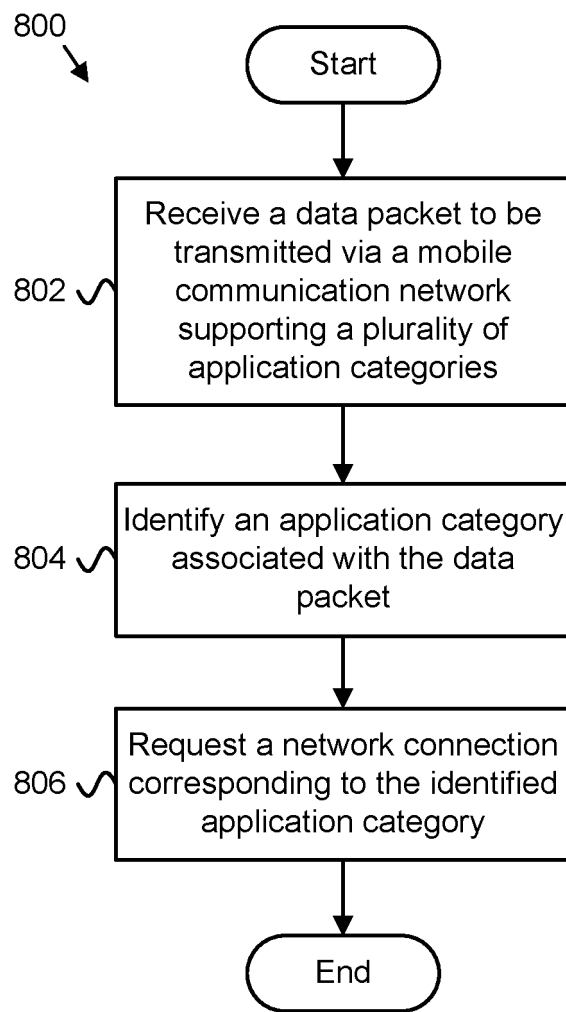 800
Start
802
Receive a data packet to be
transmitted via a mobile
communication network
supporting a plurality of
application categories
804
Identify an application category
associated with the data
packet
806
Request a network connection
corresponding to the identified
application category
End